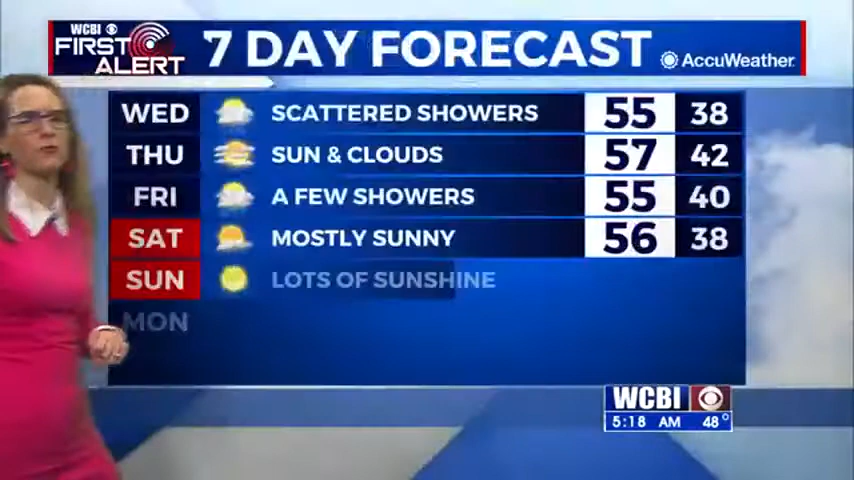 WCBI
FIRST
ALERT
7 DAY FORECAST
AccuWeather
WED SCATTERED SHOWERS 55 38
THU SUN & CLOUDS 57 42
FRI A FEW SHOWERS 55 40
SAT MOSTLY SUNNY 56 38
SUN LOTS OF SUNSHINE
MON
WCBI
5:18 AM 48°